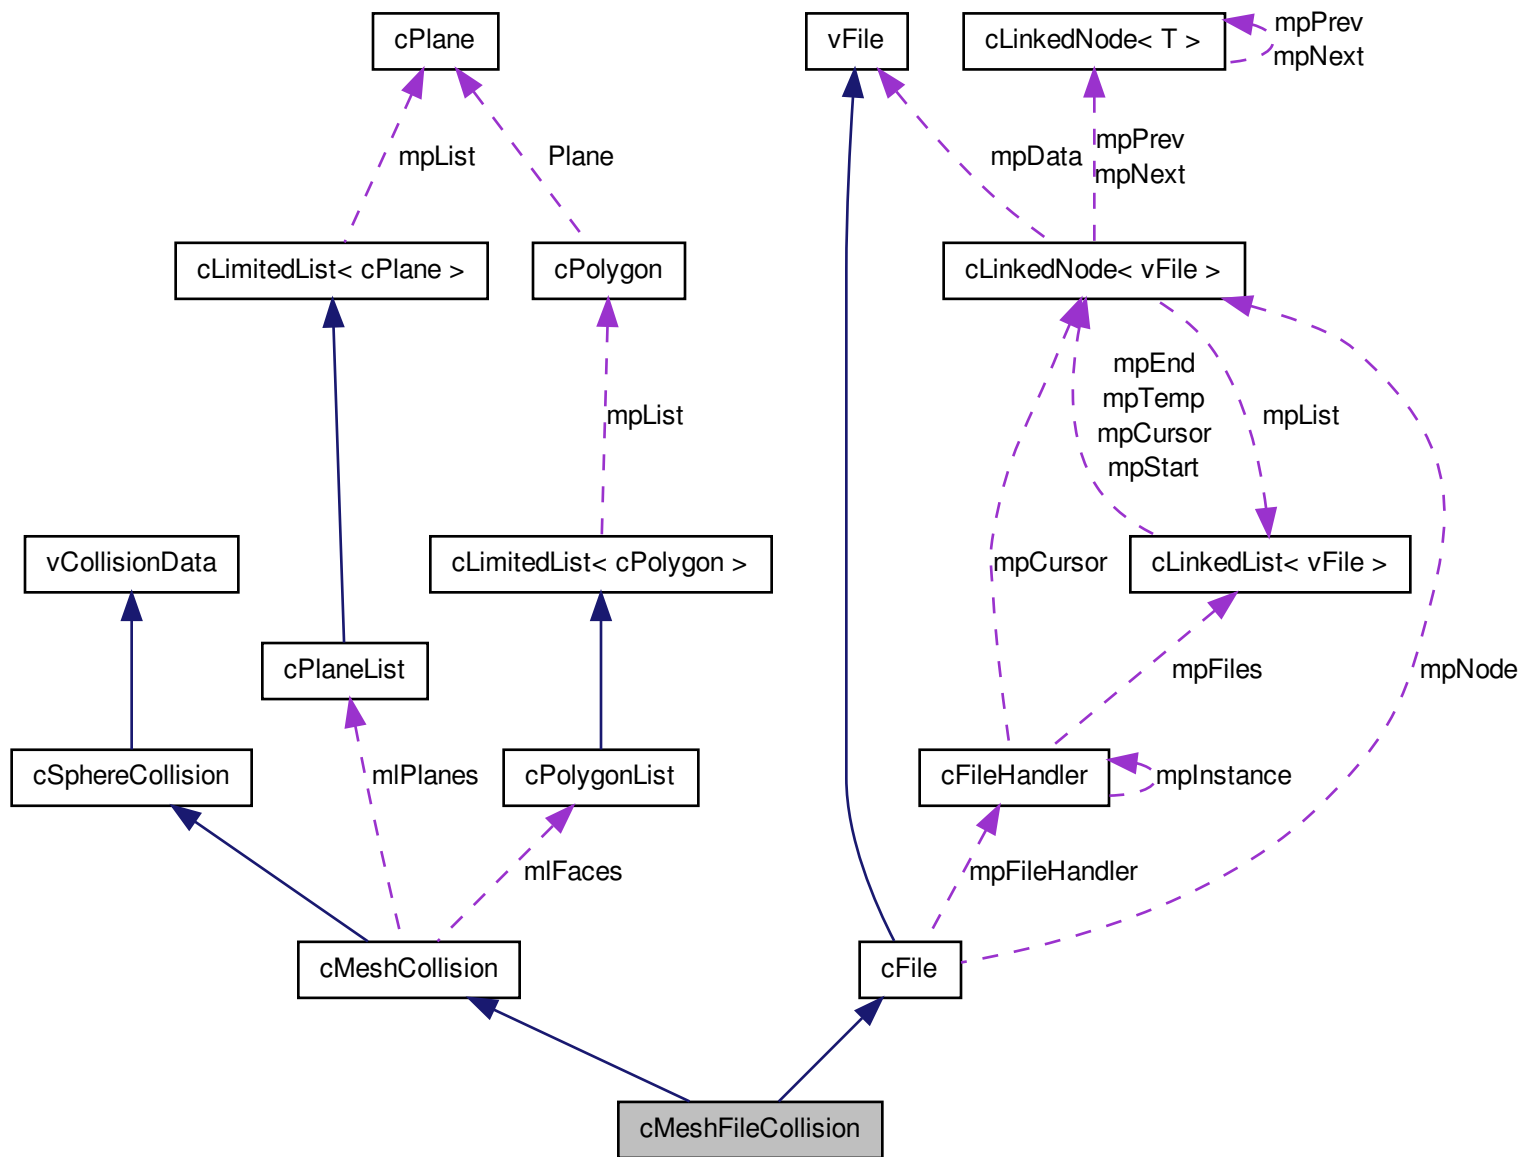 cPlane
vFile
cLinkedNode< T >
mpPrev
mpNext
mpList
Plane
mpData
mpPrev
mpNext
cLimitedList< cPlane >
cPolygon
cLinkedNode< vFile >
mpList
mpEnd
mpTemp
mpCursor
mpStart
mpList
vCollisionData
cLimitedList< cPolygon >
mpCursor
cLinkedList< vFile >
cPlaneList
mpFiles
mpNode
cSphereCollision
mlPlanes
cPolygonList
cFileHandler
mpInstance
mlFaces
mpFileHandler
cMeshCollision
cFile
cMeshFileCollision